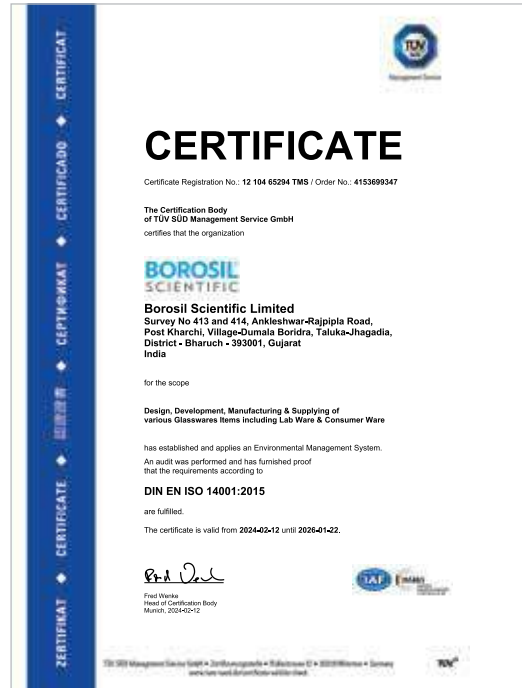 TÜV
SÜD
Management Service
CERTIFICATE
Certificate Registration No.: 12 104 65294 TMS / Order No.: 4153699347
The Certification Body
of TÜV SÜD Management Service GmbH
certifies that the organization
BOROSIL
SCIENTIFIC
Borosil Scientific Limited
Survey No 413 and 414, Ankleshwar-Rajpipla Road,
Post Kharchi, Village-Dumala Boridra, Taluka-Jhagadia,
District - Bharuch - 393001, Gujarat
India
for the scope
Design, Development, Manufacturing & Supplying of
various Glasswares Items including Lab Ware & Consumer Ware
has established and applies an Environmental Management System.
An audit was performed and has furnished proof
that the requirements according to
DIN EN ISO 14001:2015
are fulfilled.
The certificate is valid from 2024-02-12 until 2026-01-22.
Fred Wenke
Head of Certification Body
Munich, 2024-02-12
IAF
TÜV®
ZERTIFIKAT ◆ CERTIFICATE ◆ ◆ СЕРТИФИКАТ ◆ CERTIFICADO ◆ CERTIFICAT